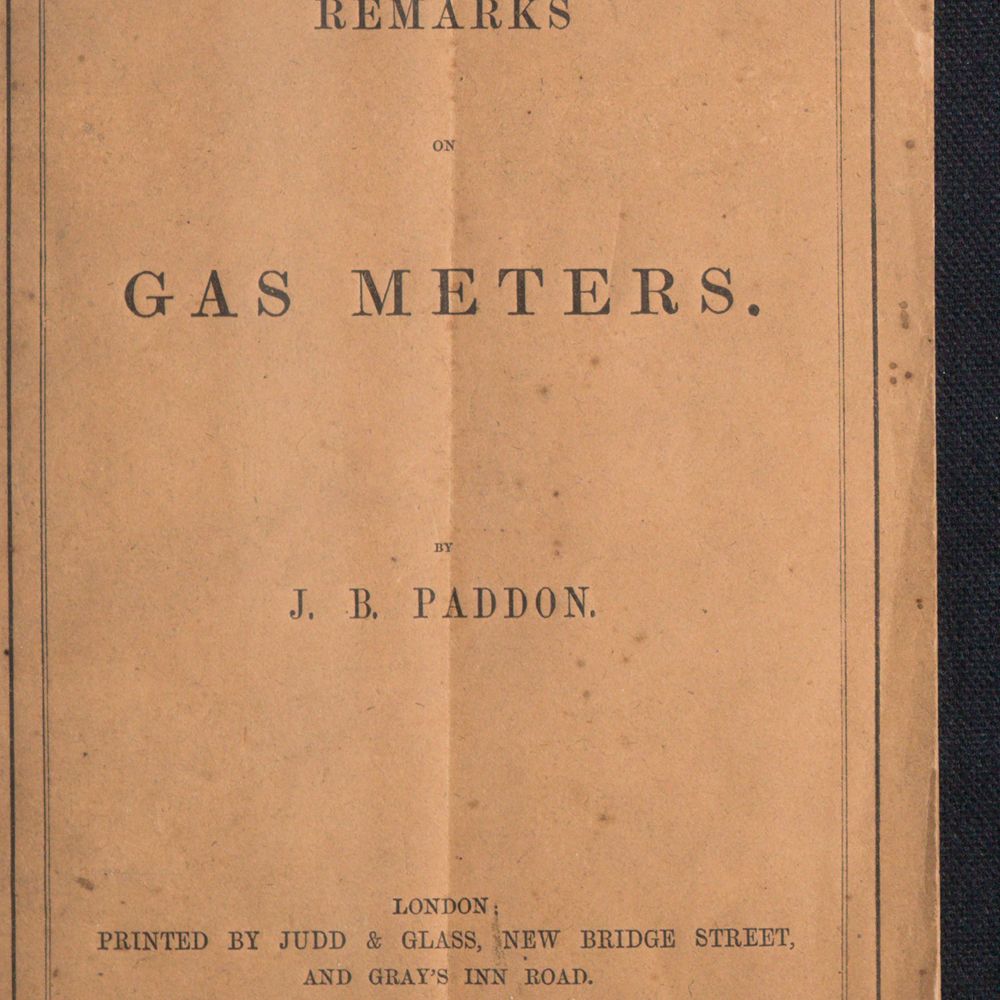 REMARKS
ON
GAS METERS.
BY
J. B. PADDON.
LONDON:
PRINTED BY JUDD & GLASS, NEW BRIDGE STREET,
AND GRAY'S INN ROAD.